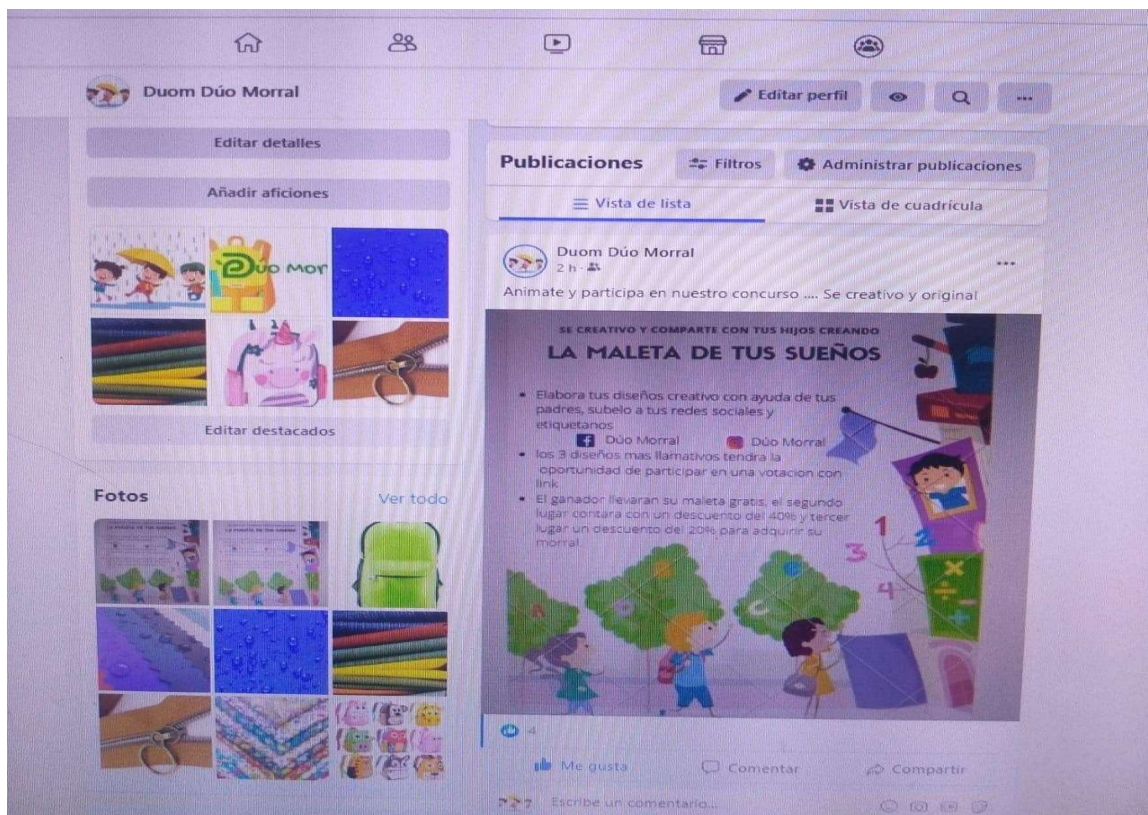 Duom Dúo Morral
Editar perfil
...
Editar detalles
Añadir aficiones
Dúo Mor
Editar destacados
Fotos
Ver todo
Publicaciones
Filtros
Administrar publicaciones
Vista de lista
Vista de cuadrícula
Duom Dúo Morral
2 h ·
...
Animate y participa en nuestro concurso .... Se creativo y original
SE CREATIVO Y COMPARTE CON TUS HIJOS CREANDO
LA MALETA DE TUS SUEÑOS
• Elabora tus diseños creativo con ayuda de tus
padres, subelo a tus redes sociales y
etiquetanos
Dúo Morral Dúo Morral
• los 3 diseños mas llamativos tendra la
oportunidad de participar en una votacion con
link
• El ganador llevaran su maleta gratis, el segundo
lugar contara con un descuento del 40% y tercer
lugar un descuento del 20% para adquirir su
morral
1
2
3
4
4
Me gusta
Comentar
Compartir
Escribe un comentario...